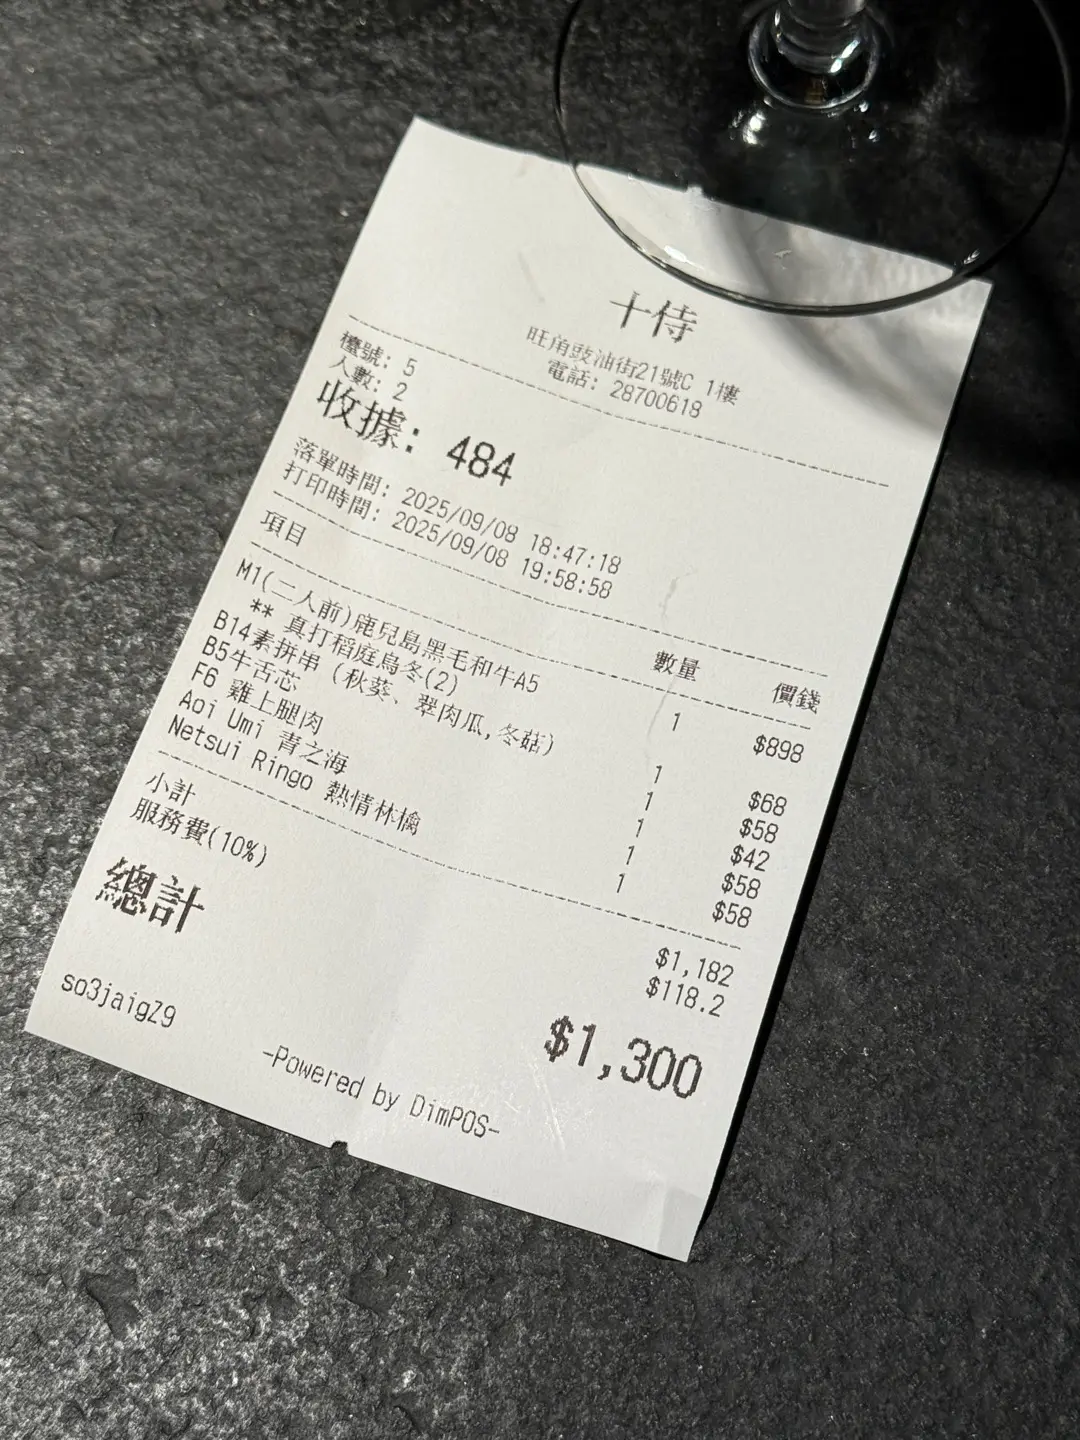 十侍
旺角豉油街21號C 1樓
電話: 28700618
檯號: 5
人數: 2
收據: 484
落單時間: 2025/09/08 18:47:18
打印時間: 2025/09/08 19:58:58
項目 數量 價錢
M1(二人前)鹿兒島黑毛和牛A5 1 $898
** 真打稻庭烏冬(2)
B14素拼串 (秋葵、翠肉瓜,冬菇) 1 $68
B5牛舌芯 1 $58
F6 雞上腿肉 1 $42
Aoi Umi 青之海 1 $58
Netsui Ringo 熱情林檎 1 $58
小計 $1,182
服務費(10%) $118.2
總計 $1,300
so3jaigZ9
-Powered by DimPOS-